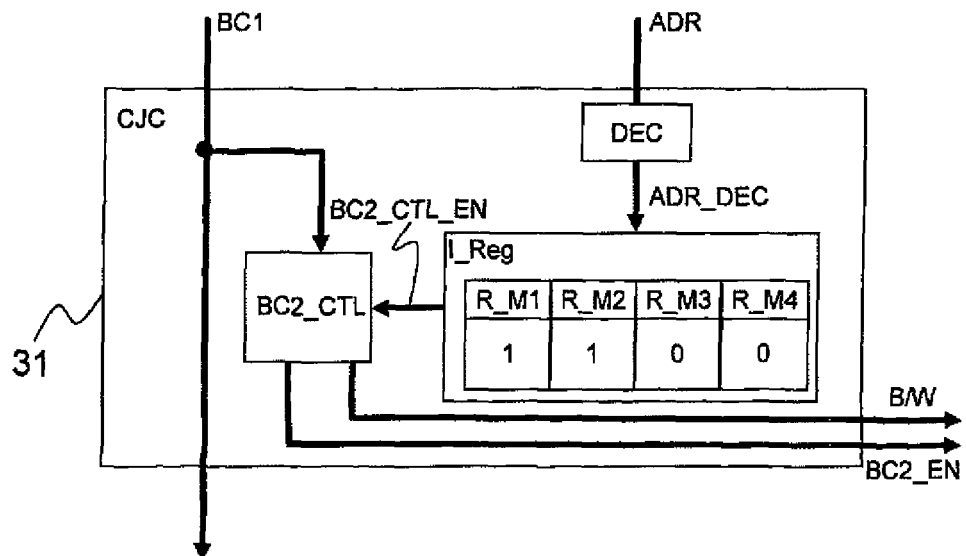 BC1
ADR
CJC
DEC
ADR_DEC
BC2_CTL_EN
I_Reg
R_M1 R_M2 R_M3 R_M4
1 1 0 0
BC2_CTL
31
B/W
BC2_EN